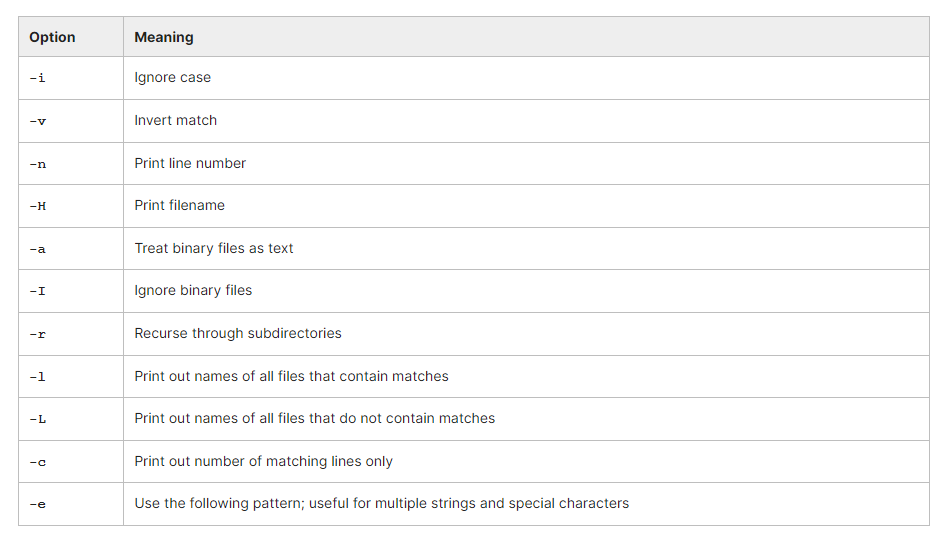 Option Meaning
-i Ignore case
-v Invert match
-n Print line number
-H Print filename
-a Treat binary files as text
-I Ignore binary files
-r Recurse through subdirectories
-l Print out names of all files that contain matches
-L Print out names of all files that do not contain matches
-c Print out number of matching lines only
-e Use the following pattern; useful for multiple strings and special characters